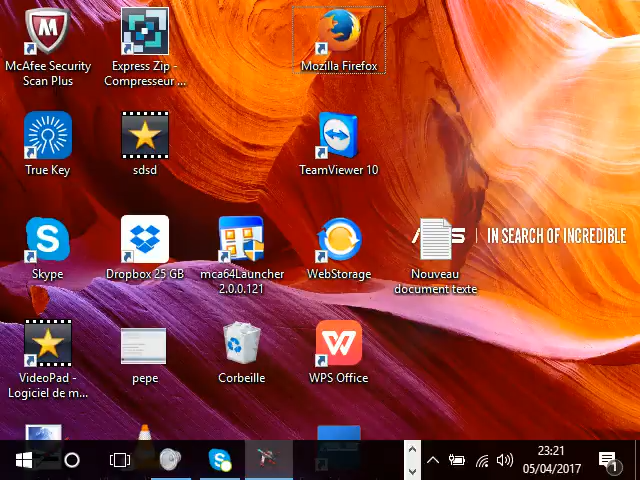 McAfee Security
Scan Plus
Express Zip -
Compresseur ...
Mozilla Firefox
True Key
sdsd
TeamViewer 10
IN SEARCH OF INCREDIBLE
Skype
Dropbox 25 GB
mca64Launcher
2.0.0.121
WebStorage
Nouveau
document texte
VideoPad -
Logiciel de m...
pepe
Corbeille
WPS Office
23:21
05/04/2017
1